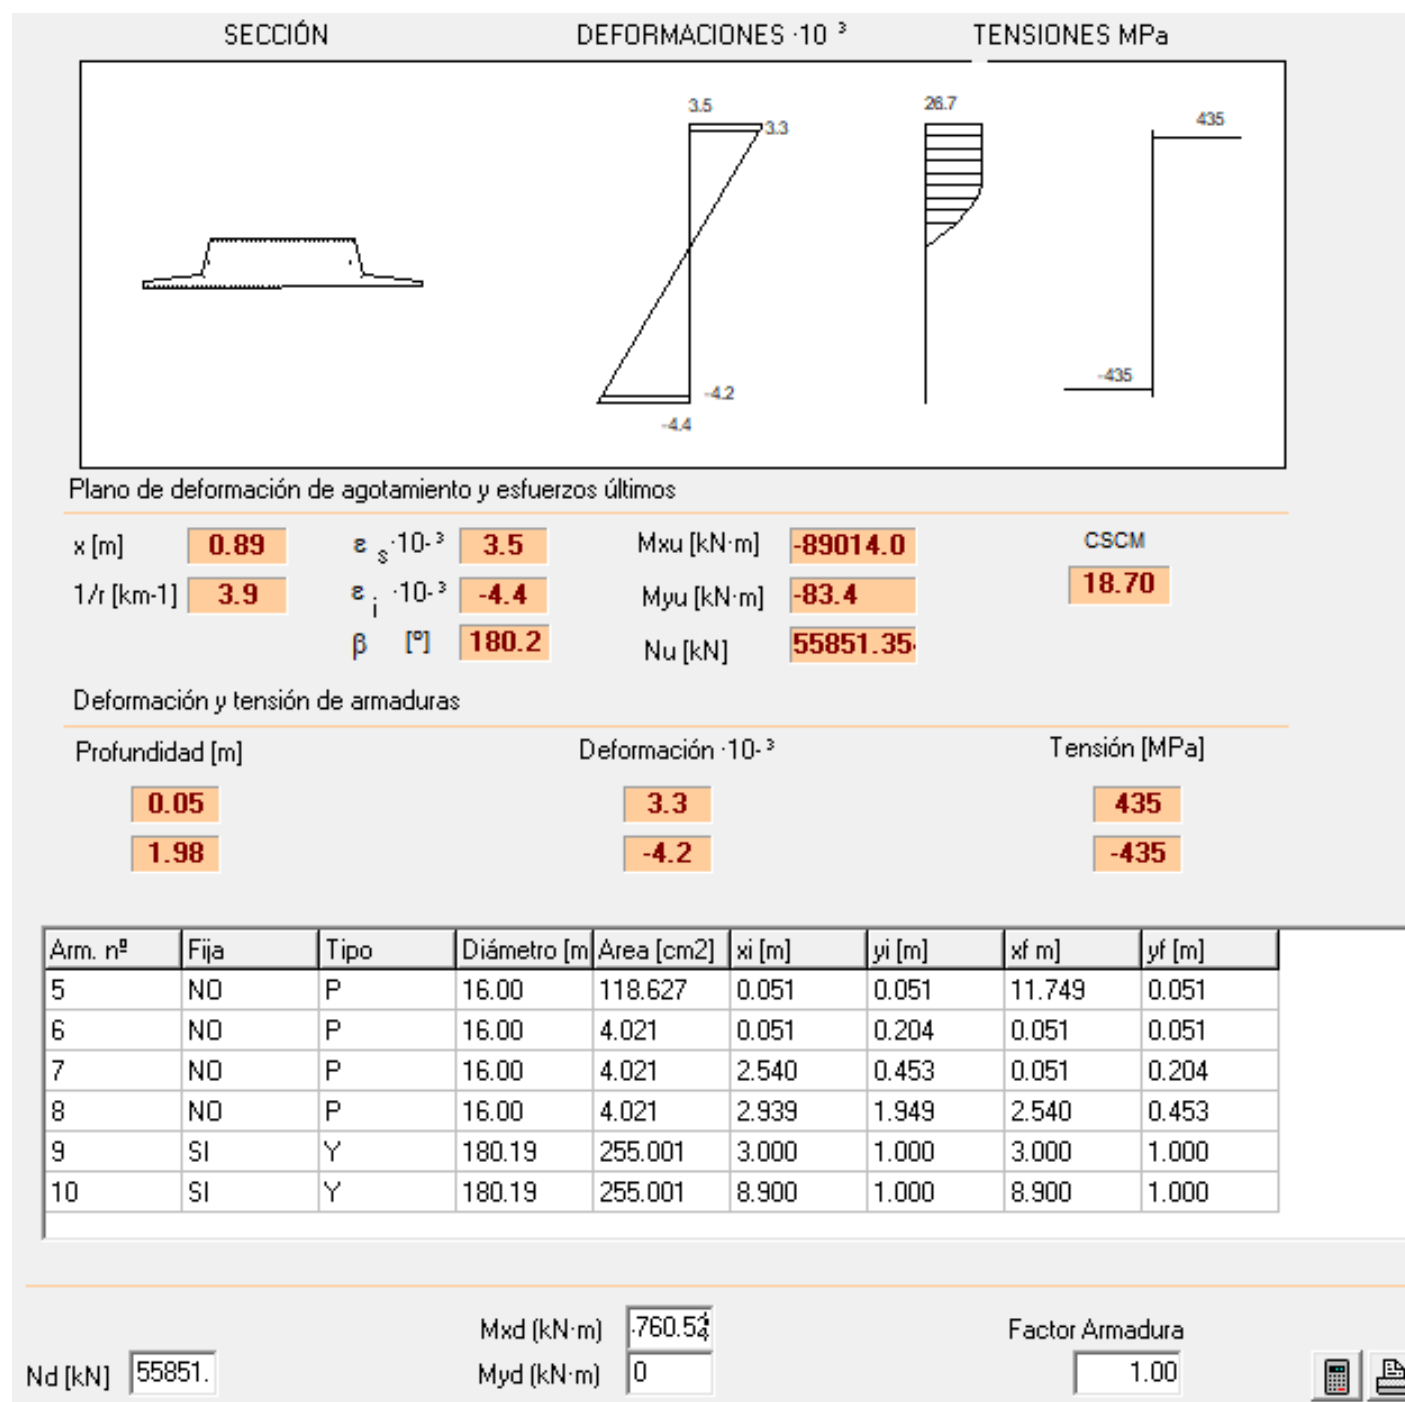 SECCIÓN DEFORMACIONES ·10 ³ TENSIONES MPa
3.5 26.7
3.3 435
-4.2 -435
-4.4
Plano de deformación de agotamiento y esfuerzos últimos
x [m] 0.89 ε s ·10-³ 3.5 Mxu [kN·m] -89014.0 CSCM
1/r [km-1] 3.9 ε i ·10-³ -4.4 Myu [kN·m] -83.4 18.70
β [º] 180.2 Nu [kN] 55851.35
Deformación y tensión de armaduras
Profundidad [m] Deformación ·10-³ Tensión [MPa]
0.05 3.3 435
1.98 -4.2 -435
Arm. nº Fija Tipo Diámetro [m Area [cm2] xi [m] yi [m] xf m] yf [m]
5 NO P 16.00 118.627 0.051 0.051 11.749 0.051
6 NO P 16.00 4.021 0.051 0.204 0.051 0.051
7 NO P 16.00 4.021 2.540 0.453 0.051 0.204
8 NO P 16.00 4.021 2.939 1.949 2.540 0.453
9 SI Y 180.19 255.001 3.000 1.000 3.000 1.000
10 SI Y 180.19 255.001 8.900 1.000 8.900 1.000
Mxd (kN·m) 760.52 Factor Armadura
Nd [kN] 55851. Myd (kN·m) 0 1.00